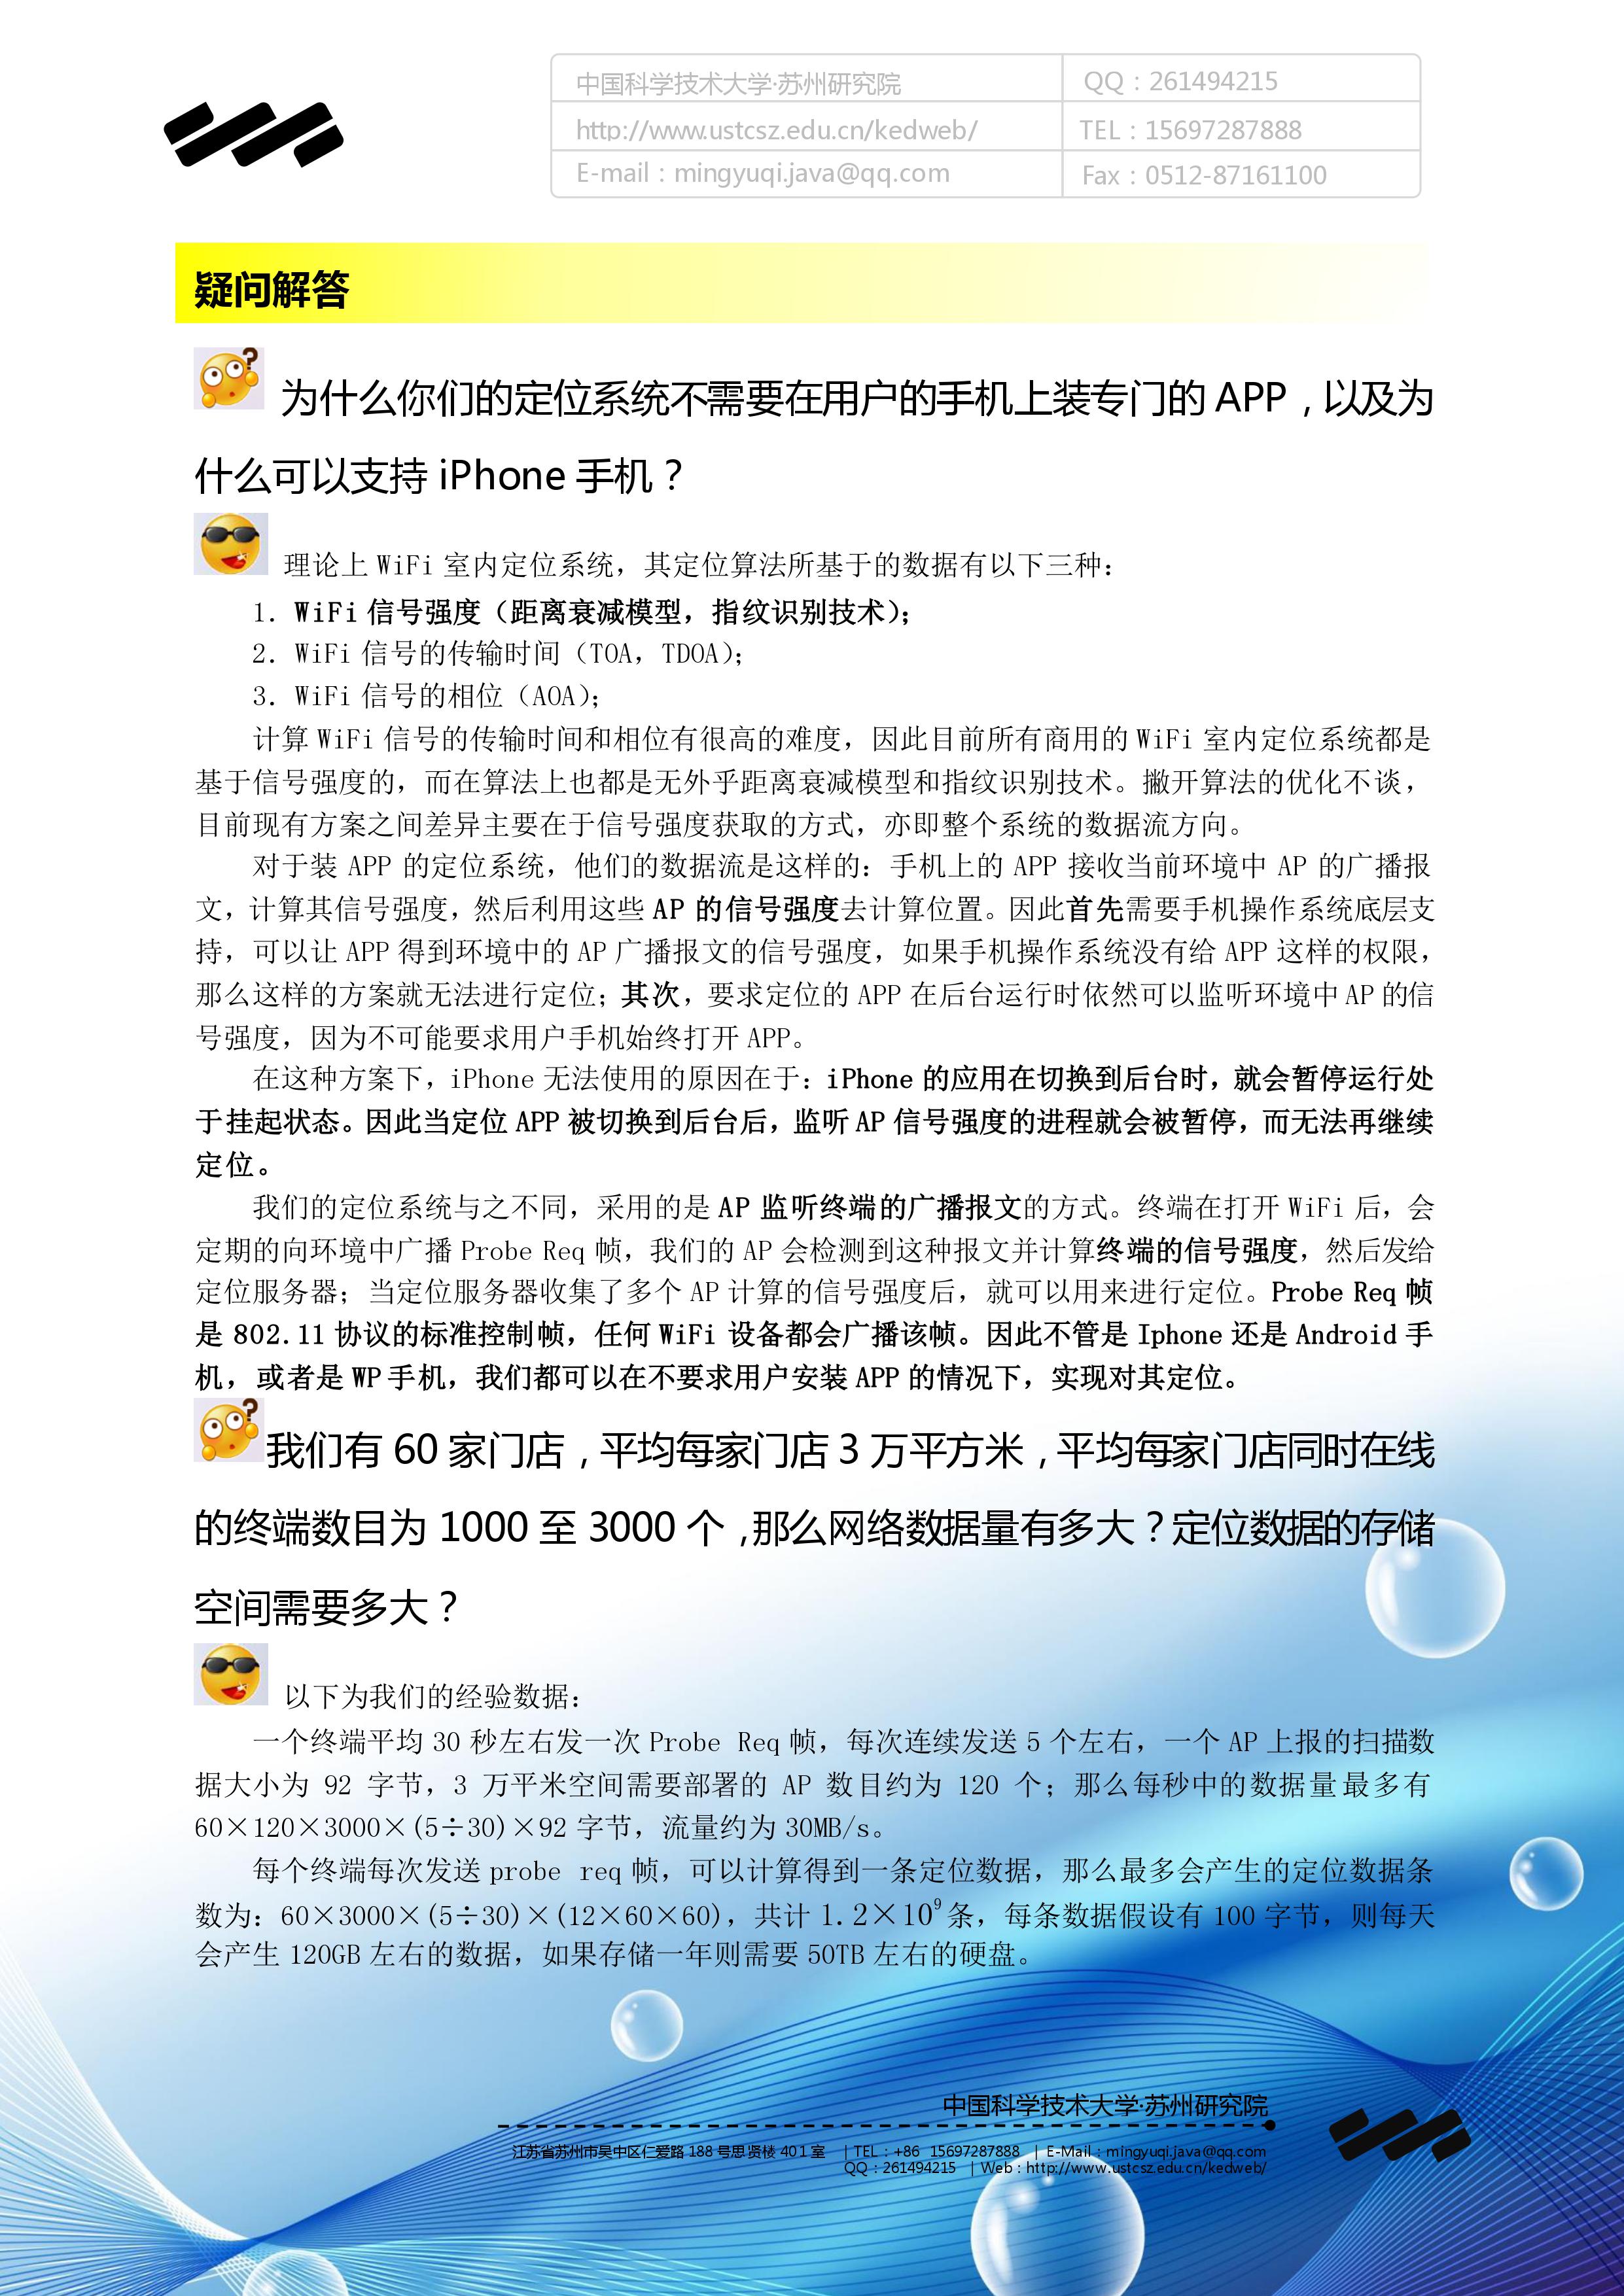 中国科学技术大学·苏州研究院
QQ：261494215
http://www.ustcsz.edu.cn/kedweb/
TEL：15697287888
E-mail：mingyuqi.java@qq.com
Fax：0512-87161100
疑问解答
为什么你们的定位系统不需要在用户的手机上装专门的 APP，以及为
什么可以支持 iPhone 手机？
理论上 WiFi 室内定位系统，其定位算法所基于的数据有以下三种：
1. WiFi 信号强度（距离衰减模型，指纹识别技术）；
2. WiFi 信号的传输时间（TOA，TDOA）；
3. WiFi 信号的相位（AOA）；
计算 WiFi 信号的传输时间和相位有很高的难度，因此目前所有商用的 WiFi 室内定位系统都是
基于信号强度的，而在算法上也都是无外乎距离衰减模型和指纹识别技术。撇开算法的优化不谈，
目前现有方案之间差异主要在于信号强度获取的方式，亦即整个系统的数据流方向。
对于装 APP 的定位系统，他们的数据流是这样的：手机上的 APP 接收当前环境中 AP 的广播报
文，计算其信号强度，然后利用这些 AP 的信号强度去计算位置。因此首先需要手机操作系统底层支
持，可以让 APP 得到环境中的 AP 广播报文的信号强度，如果手机操作系统没有给 APP 这样的权限，
那么这样的方案就无法进行定位；其次，要求定位的 APP 在后台运行时依然可以监听环境中 AP 的信
号强度，因为不可能要求用户手机始终打开 APP。
在这种方案下，iPhone 无法使用的原因在于：iPhone 的应用在切换到后台时，就会暂停运行处
于挂起状态。因此当定位 APP 被切换到后台后，监听 AP 信号强度的进程就会被暂停，而无法再继续
定位。
我们的定位系统与之不同，采用的是 AP 监听终端的广播报文的方式。终端在打开 WiFi 后，会
定期的向环境中广播 Probe Req 帧，我们的 AP 会检测到这种报文并计算终端的信号强度，然后发给
定位服务器；当定位服务器收集了多个 AP 计算的信号强度后，就可以用来进行定位。Probe Req 帧
是 802.11 协议的标准控制帧，任何 WiFi 设备都会广播该帧。因此不管是 Iphone 还是 Android 手
机，或者是 WP 手机，我们都可以在不要求用户安装 APP 的情况下，实现对其定位。
我们有 60 家门店，平均每家门店 3 万平方米，平均每家门店同时在线
的终端数目为 1000 至 3000 个，那么网络数据量有多大？定位数据的存储
空间需要多大？
以下为我们的经验数据：
一个终端平均 30 秒左右发一次 Probe Req 帧，每次连续发送 5 个左右，一个 AP 上报的扫描数
据大小为 92 字节，3 万平米空间需要部署的 AP 数目约为 120 个；那么每秒中的数据量最多有
60×120×3000×(5÷30)×92 字节，流量约为 30MB/s。
每个终端每次发送 probe req 帧，可以计算得到一条定位数据，那么最多会产生的定位数据条
数为：60×3000×(5÷30)×(12×60×60)，共计 1.2×10⁹ 条，每条数据假设有 100 字节，则每天
会产生 120GB 左右的数据，如果存储一年则需要 50TB 左右的硬盘。
中国科学技术大学·苏州研究院
江苏省苏州市吴中区仁爱路 188 号思贤楼 401 室 | TEL：+86 15697287888 | E-Mail：mingyuqi.java@qq.com
QQ：261494215 | Web：http://www.ustcsz.edu.cn/kedweb/